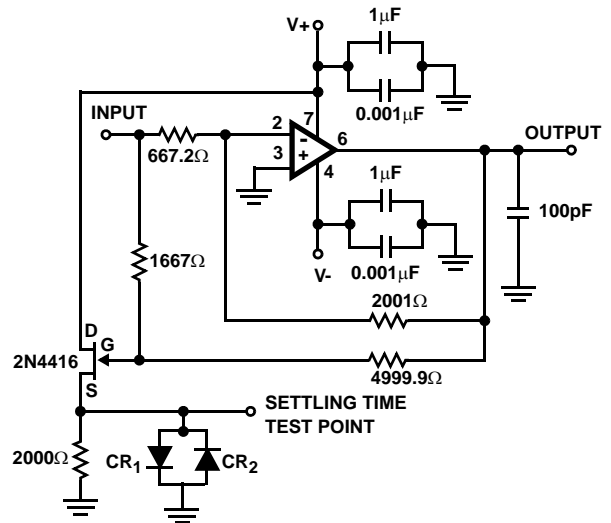 V+
1μF
0.001μF
INPUT
667.2Ω
2
3
7
-
+
6
4
OUTPUT
1μF
0.001μF
V-
100pF
1667Ω
2001Ω
4999.9Ω
D
G
2N4416
S
SETTLING TIME
TEST POINT
2000Ω
CR1
CR2